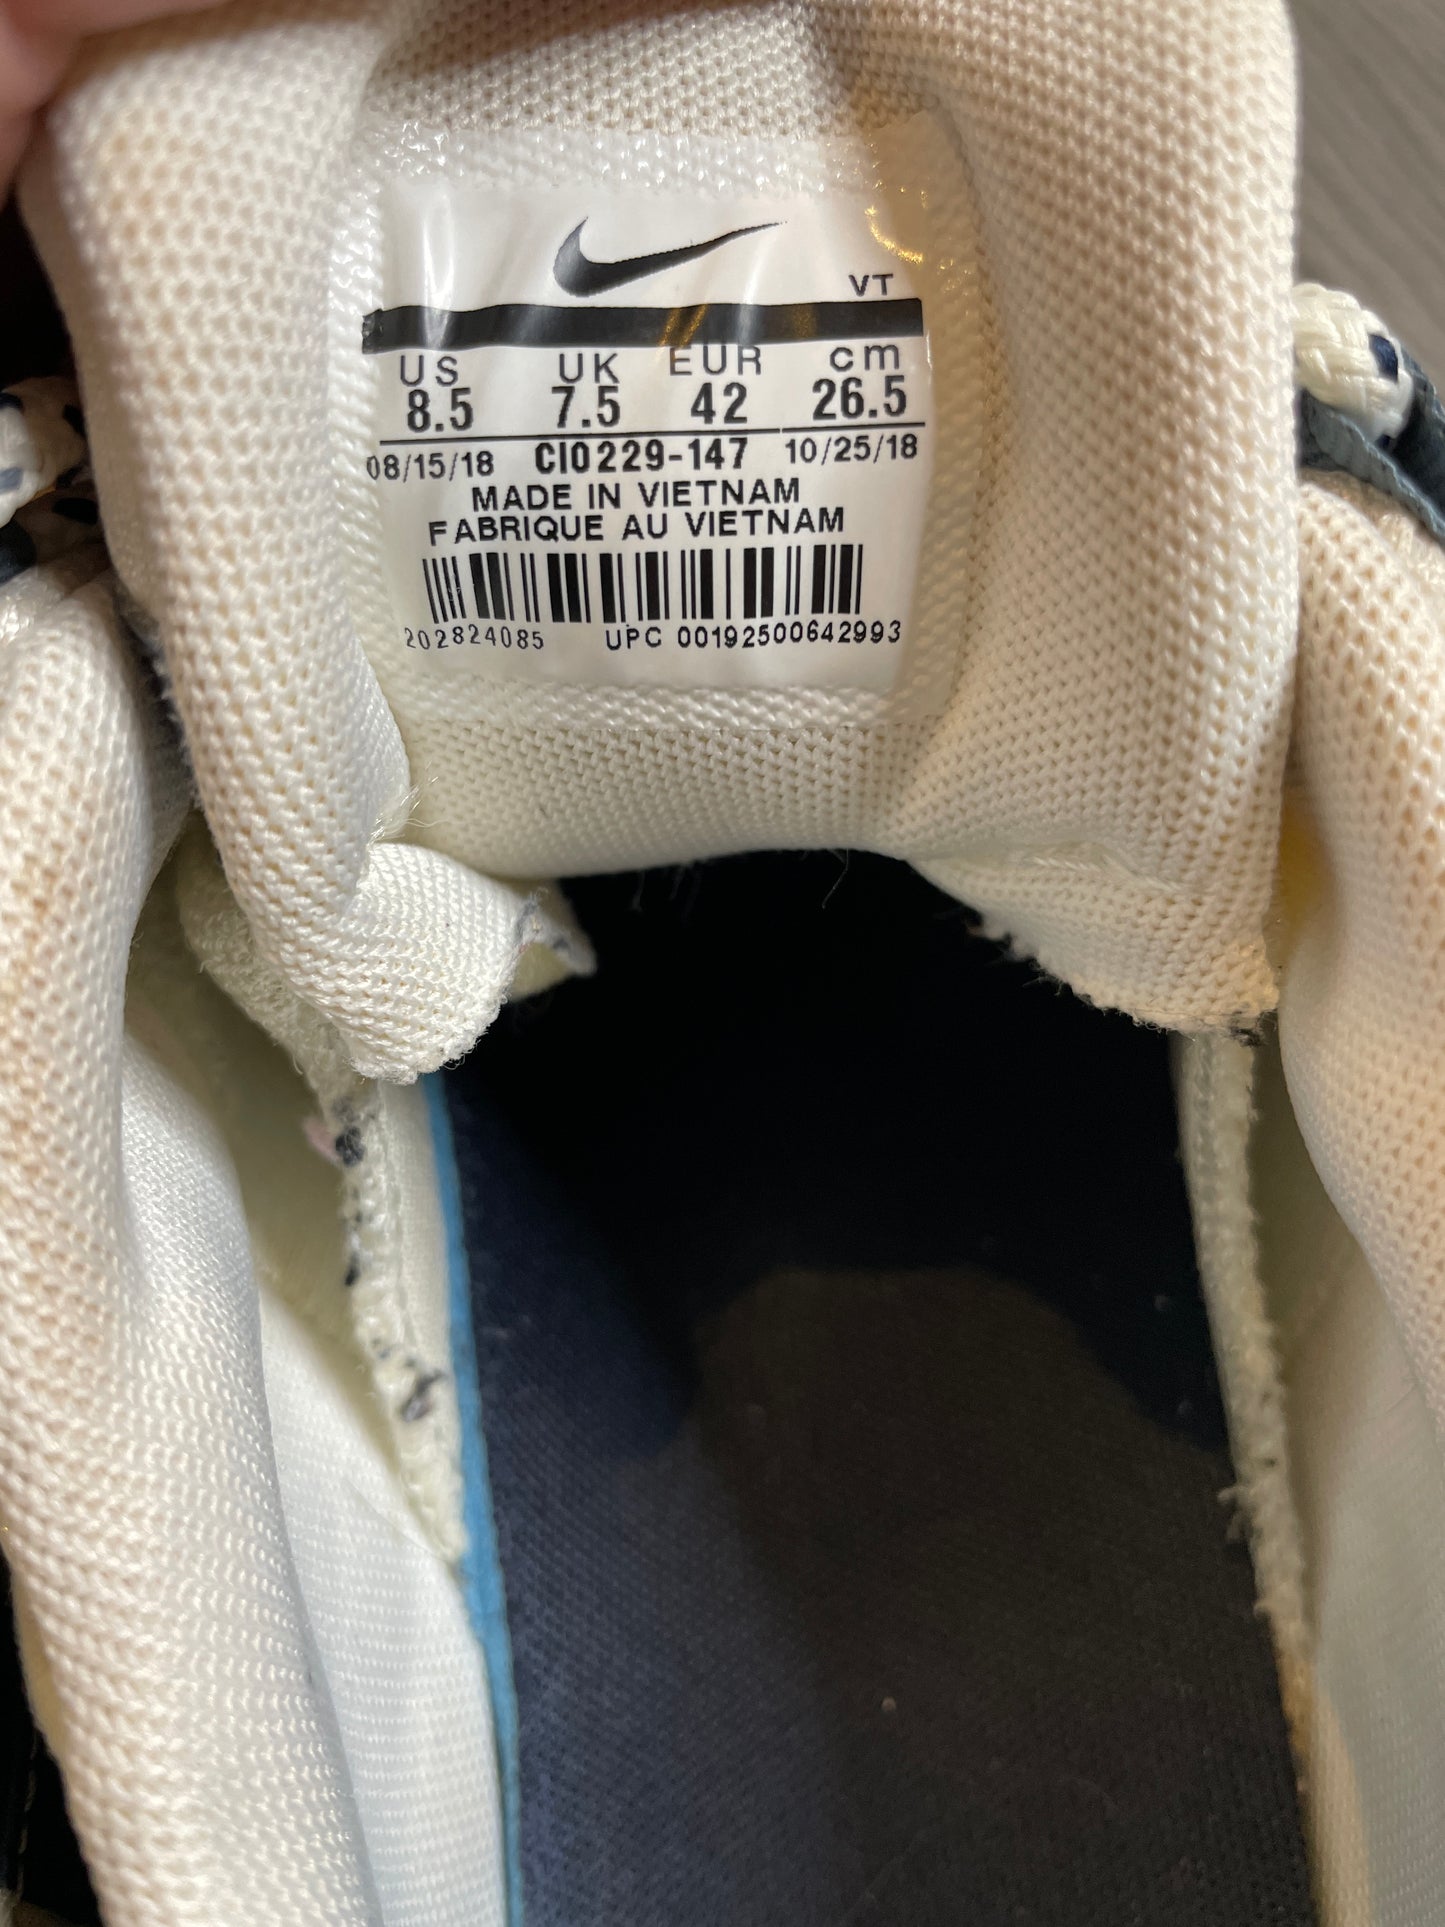 VT
US UK EUR cm
8.5 7.5 42 26.5
08/15/18 CI0229-147 10/25/18
MADE IN VIETNAM
FABRIQUE AU VIETNAM
202824085 UPC 00192500642993